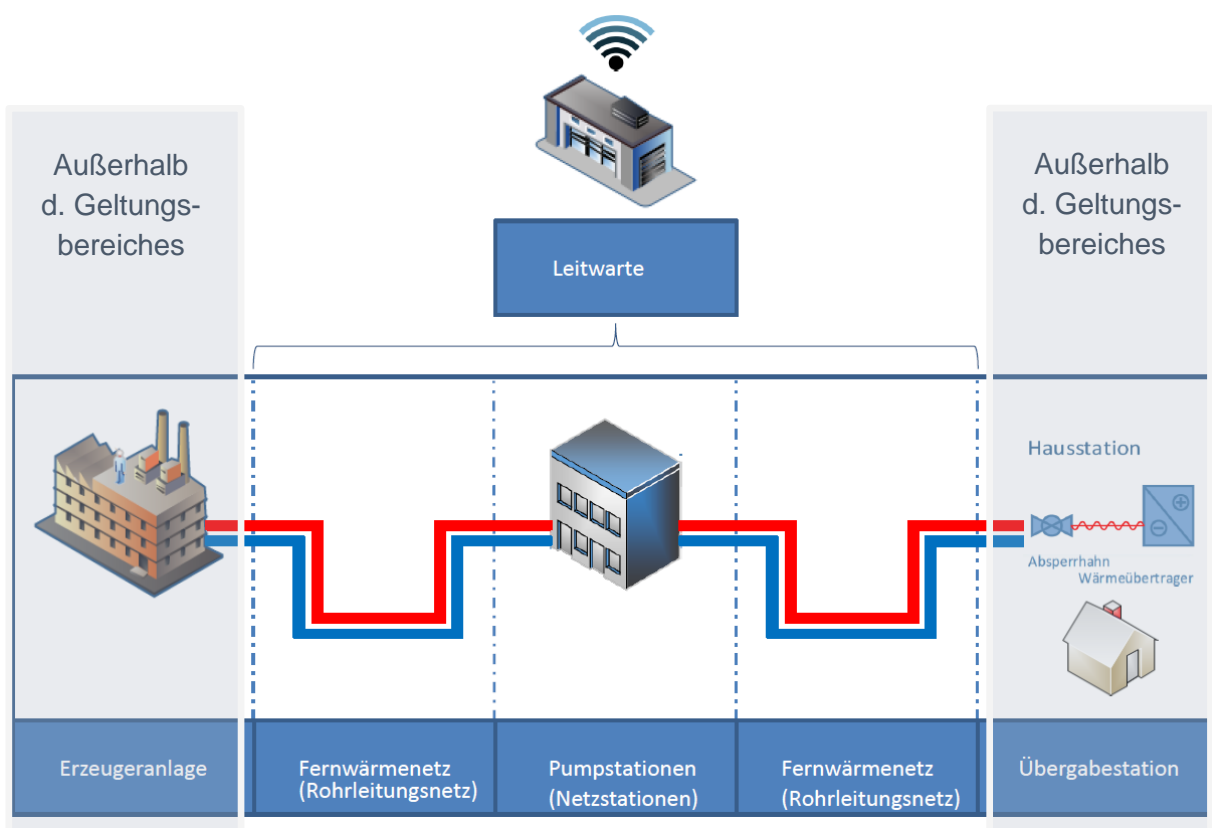 Außerhalb
d. Geltungs-
bereiches
Leitwarte
Außerhalb
d. Geltungs-
bereiches
Hausstation
Absperrhahn
Wärmeübertrager
Erzeugeranlage
Fernwärmenetz
(Rohrleitungsnetz)
Pumpstationen
(Netzstationen)
Fernwärmenetz
(Rohrleitungsnetz)
Übergabestation